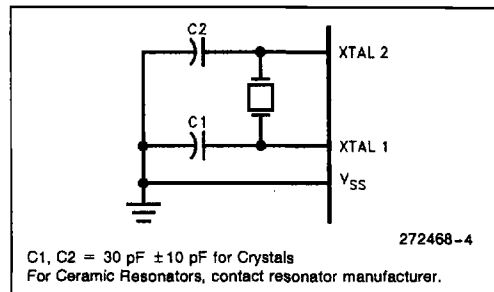 C2
XTAL 2
C1
XTAL 1
VSS
272468-4
C1, C2 = 30 pF ±10 pF for Crystals
For Ceramic Resonators, contact resonator manufacturer.